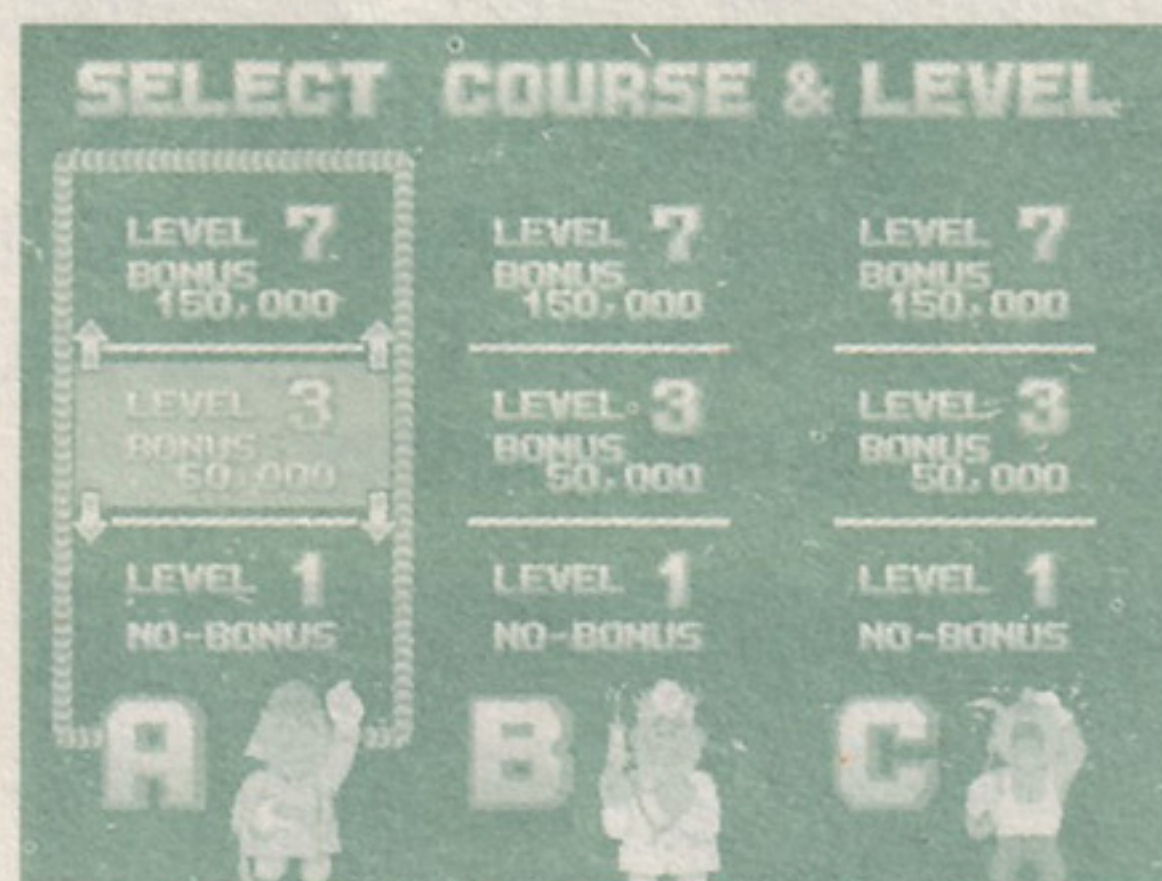 SELECT COURSE & LEVEL
LEVEL 7
BONUS
150,000
LEVEL 3
BONUS
50,000
LEVEL 1
NO-BONUS
A
LEVEL 7
BONUS
150,000
LEVEL 3
BONUS
50,000
LEVEL 1
NO-BONUS
B
LEVEL 7
BONUS
150,000
LEVEL 3
BONUS
50,000
LEVEL 1
NO-BONUS
C